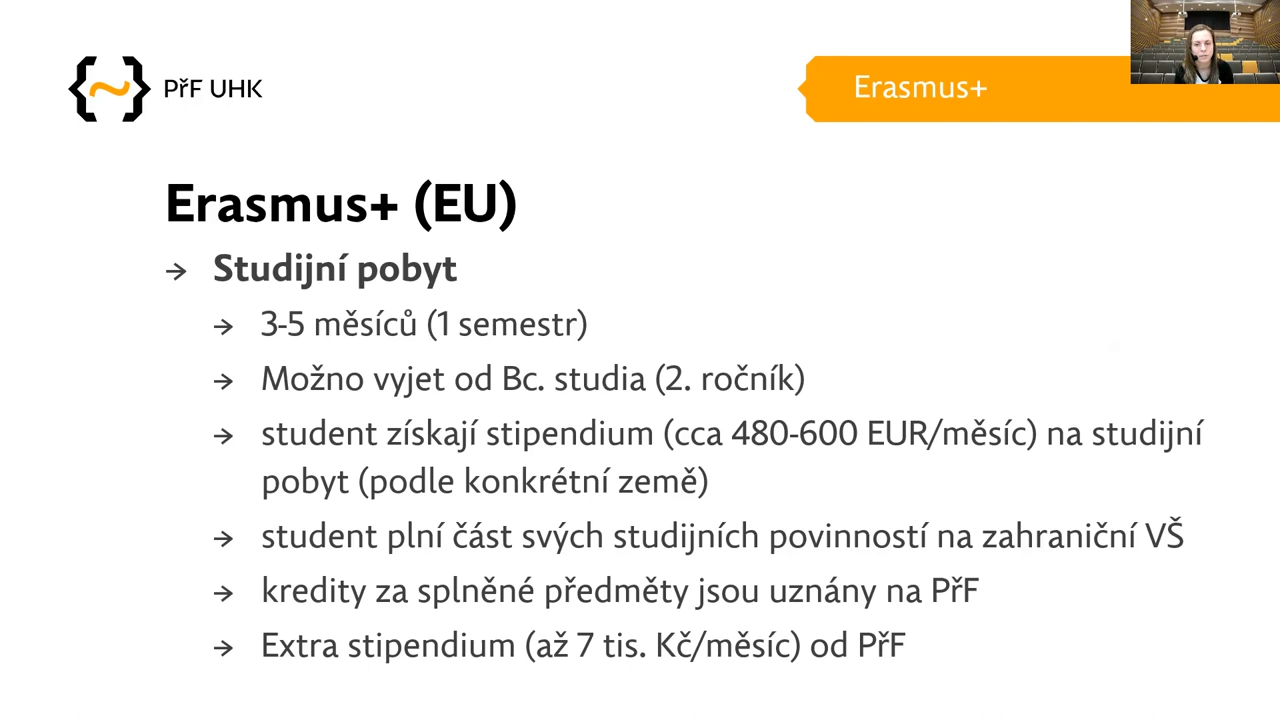 PřF UHK
Erasmus+
Erasmus+ (EU)
→ Studijní pobyt
→ 3-5 měsíců (1 semestr)
→ Možno vyjet od Bc. studia (2. ročník)
→ student získají stipendium (cca 480-600 EUR/měsíc) na studijní
pobyt (podle konkrétní země)
→ student plní část svých studijních povinností na zahraniční VŠ
→ kredity za splněné předměty jsou uznány na PřF
→ Extra stipendium (až 7 tis. Kč/měsíc) od PřF